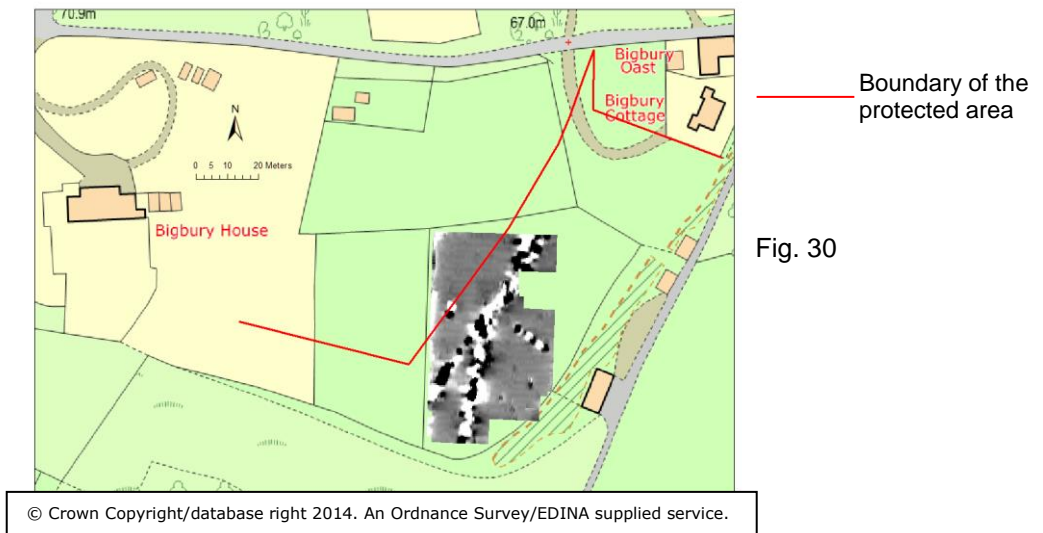 70.9m
67.0m
Bigbury
Oast
Bigbury
Cottage
N
0 5 10 20 Meters
Bigbury House
Boundary of the
protected area
Fig. 30
© Crown Copyright/database right 2014. An Ordnance Survey/EDINA supplied service.